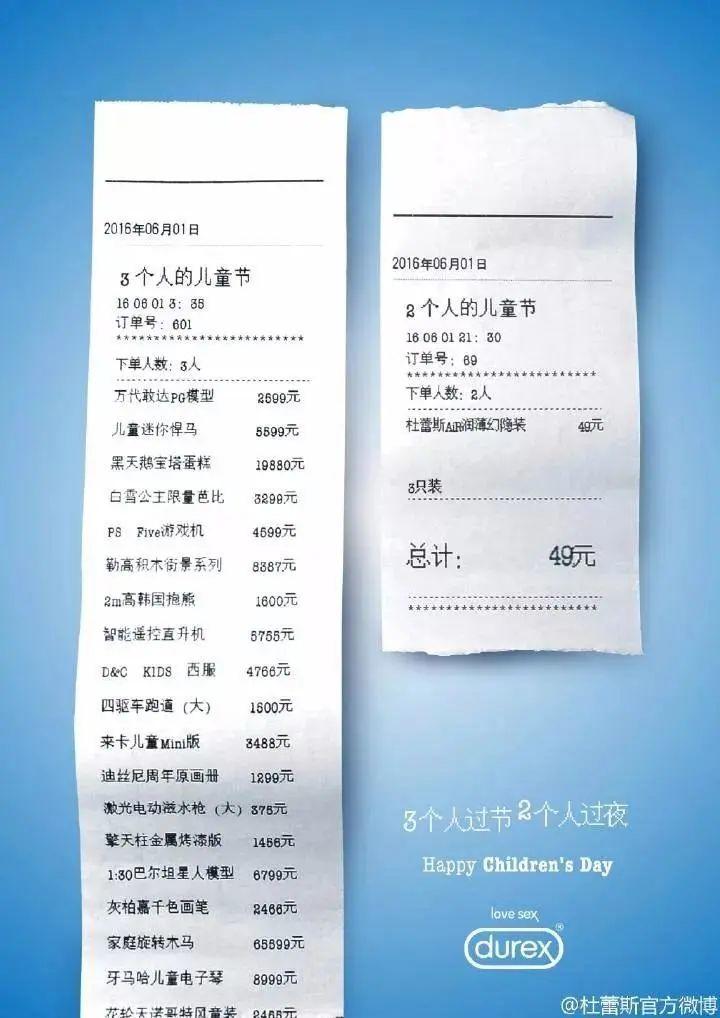 2016年06月01日
3个人的儿童节
16 06 01 3: 35
订单号: 601
***************************
下单人数: 3人
万代敢达PG模型 2599元
儿童迷你悍马 5599元
黑天鹅宝塔蛋糕 19880元
白雪公主限量芭比 3299元
PS Five游戏机 4599元
勒高积木街景系列 8387元
2m高韩国抱熊 1600元
智能遥控直升机 5755元
D&C KIDS 西服 4766元
四驱车跑道（大） 1500元
来卡儿童Mini版 3488元
迪丝尼周年原画册 1299元
激光电动滋水枪（大） 375元
擎天柱金属烤漆版 1456元
1:30巴尔坦星人模型 6799元
灰柏嘉千色画笔 2466元
家庭旋转木马 65599元
牙马哈儿童电子琴 8999元
花轮天诺哥特风童装 2465元
2016年06月01日
2个人的儿童节
16 06 01 21: 30
订单号: 69
***************************
下单人数: 2人
杜蕾斯AiR润薄幻隐装 49元
3只装
总计: 49元
***************************
3个人过节 2个人过夜
Happy Children's Day
love sex
durex®
@杜蕾斯官方微博